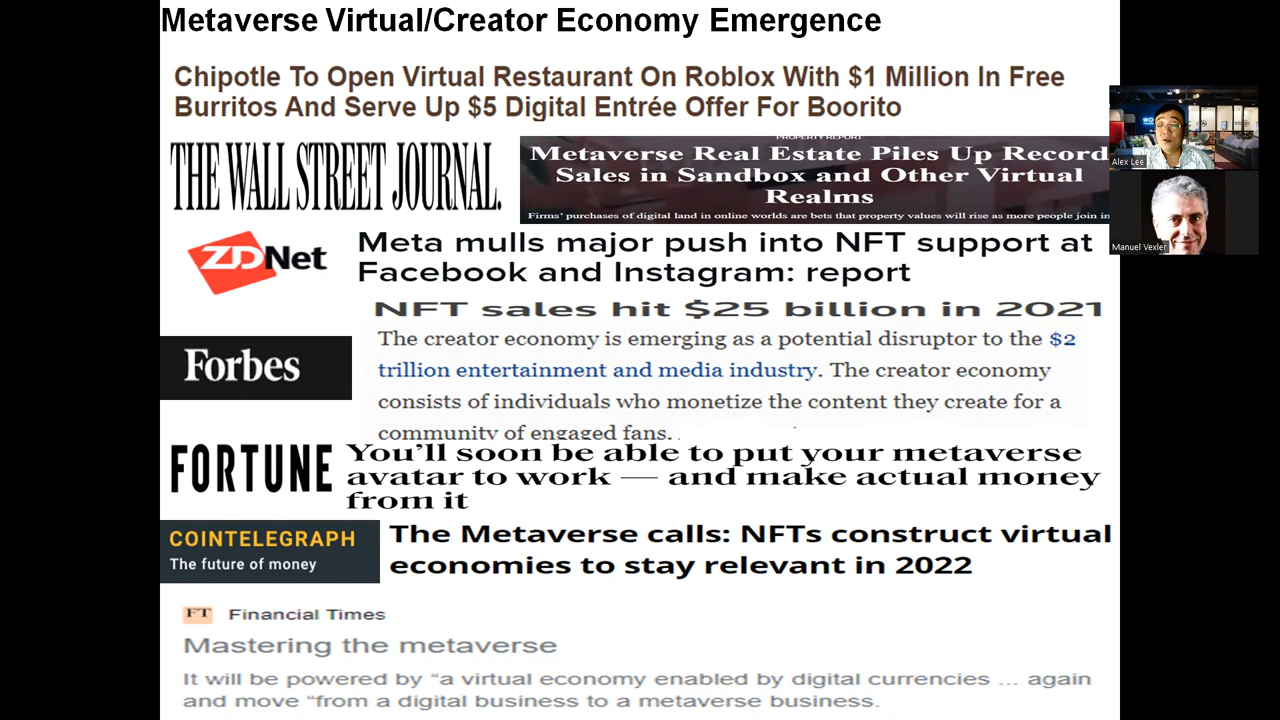 Metaverse Virtual/Creator Economy Emergence
Chipotle To Open Virtual Restaurant On Roblox With $1 Million In Free
Burritos And Serve Up $5 Digital Entrée Offer For Boorito
THE WALL STREET JOURNAL.
PROPERTY REPORT
Metaverse Real Estate Piles Up Record
Sales in Sandbox and Other Virtual
Realms
Firms' purchases of digital land in online worlds are bets that property values will rise as more people join in
ZDNet
Meta mulls major push into NFT support at
Facebook and Instagram: report
NFT sales hit $25 billion in 2021
Forbes
The creator economy is emerging as a potential disruptor to the $2
trillion entertainment and media industry. The creator economy
consists of individuals who monetize the content they create for a
community of engaged fans.
FORTUNE
You'll soon be able to put your metaverse
avatar to work — and make actual money
from it
COINTELEGRAPH
The future of money
The Metaverse calls: NFTs construct virtual
economies to stay relevant in 2022
FT Financial Times
Mastering the metaverse
It will be powered by “a virtual economy enabled by digital currencies ... again
and move “from a digital business to a metaverse business.
Alex Lee
Manuel Vexler